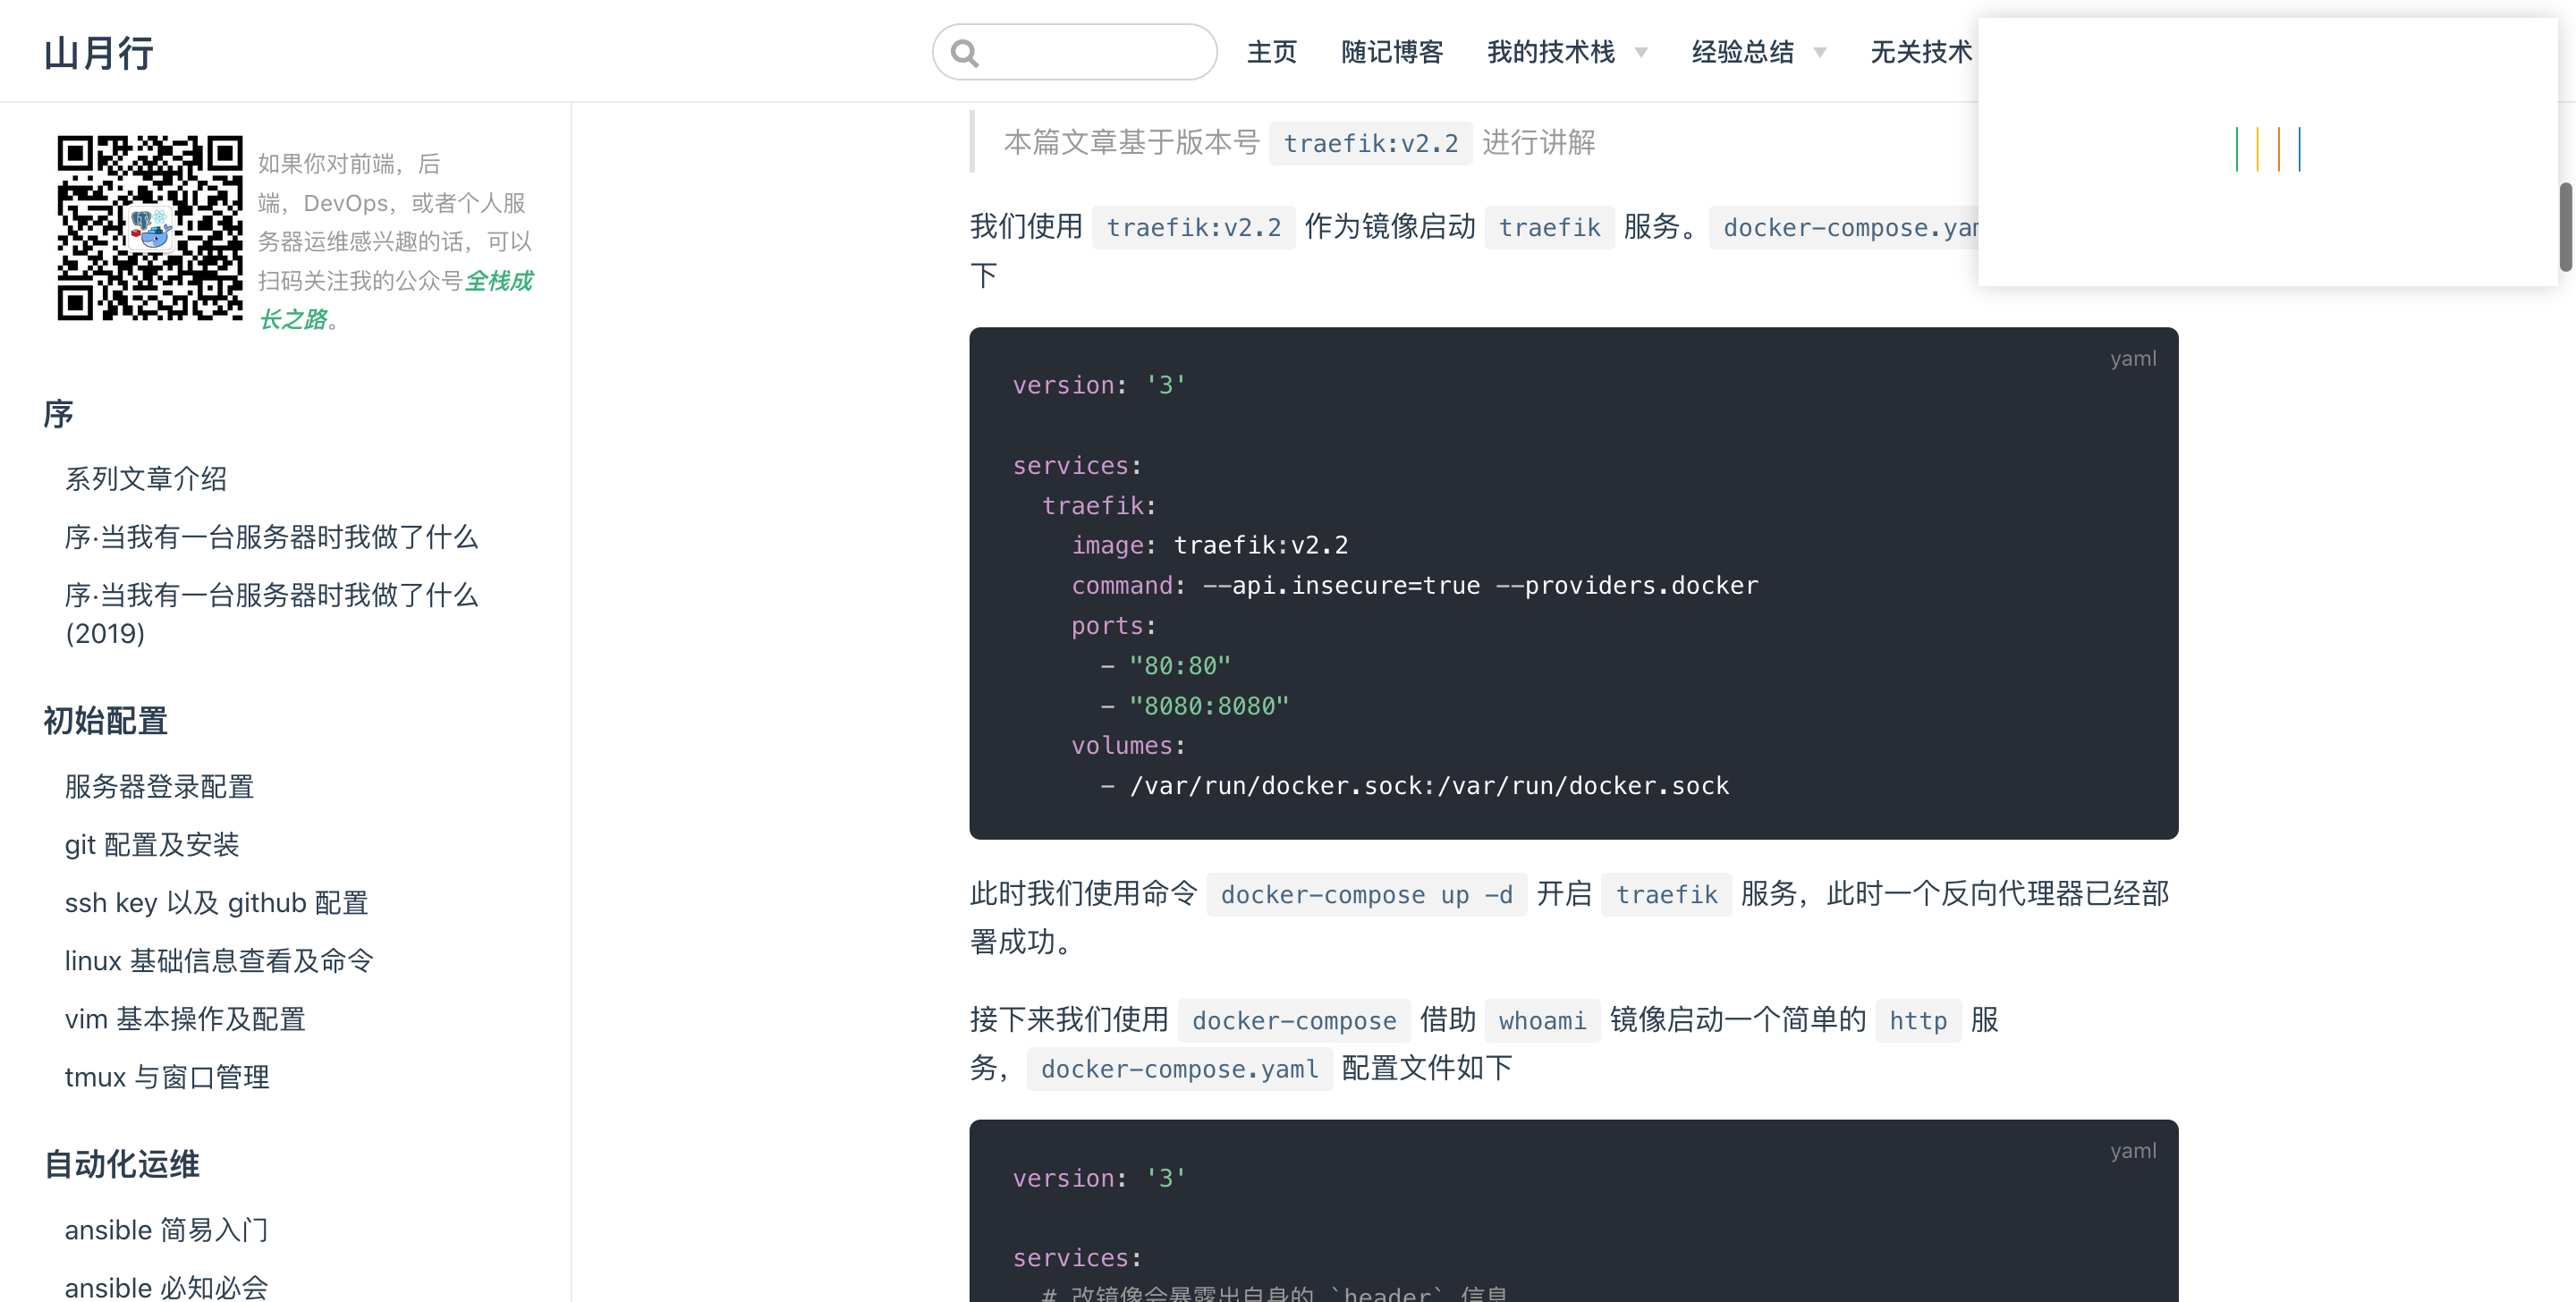 山月行
主页 随记博客 我的技术栈 经验总结 无关技术
如果你对前端，后
端，DevOps，或者个人服
务器运维感兴趣的话，可以
扫码关注我的公众号全栈成
长之路。
序
系列文章介绍
序·当我有一台服务器时我做了什么
序·当我有一台服务器时我做了什么
(2019)
初始配置
服务器登录配置
git 配置及安装
ssh key 以及 github 配置
linux 基础信息查看及命令
vim 基本操作及配置
tmux 与窗口管理
自动化运维
ansible 简易入门
ansible 必知必会
本篇文章基于版本号 traefik:v2.2 进行讲解
我们使用 traefik:v2.2 作为镜像启动 traefik 服务。docker-compose.yam
下
yaml
version: '3'
services:
  traefik:
    image: traefik:v2.2
    command: --api.insecure=true --providers.docker
    ports:
      - "80:80"
      - "8080:8080"
    volumes:
      - /var/run/docker.sock:/var/run/docker.sock
此时我们使用命令 docker-compose up -d 开启 traefik 服务，此时一个反向代理器已经部
署成功。
接下来我们使用 docker-compose 借助 whoami 镜像启动一个简单的 http 服
务，docker-compose.yaml 配置文件如下
yaml
version: '3'
services:
  # 改镜像会暴露出自身的 `header` 信息